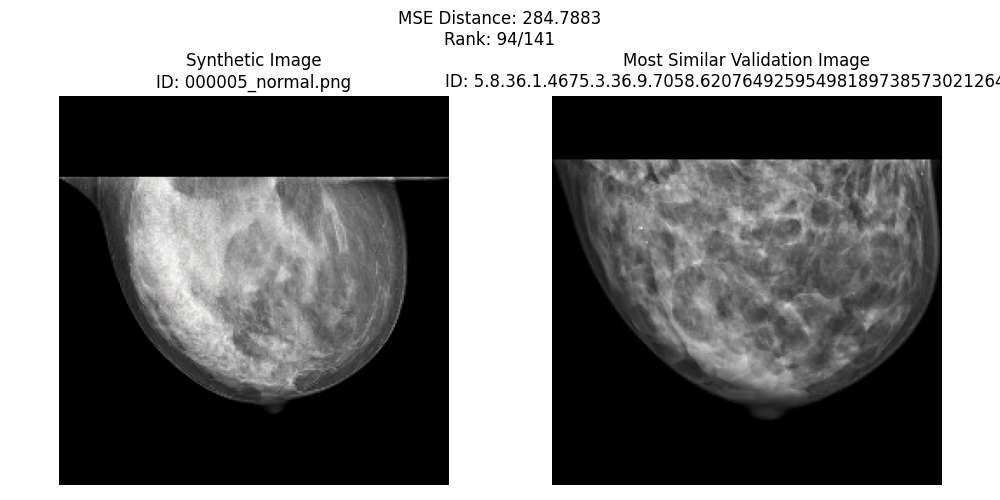 MSE Distance: 284.7883
Rank: 94/141
Synthetic Image
ID: 000005_normal.png
Most Similar Validation Image
ID: 5.8.36.1.4675.3.36.9.7058.62076492595498189738573021264